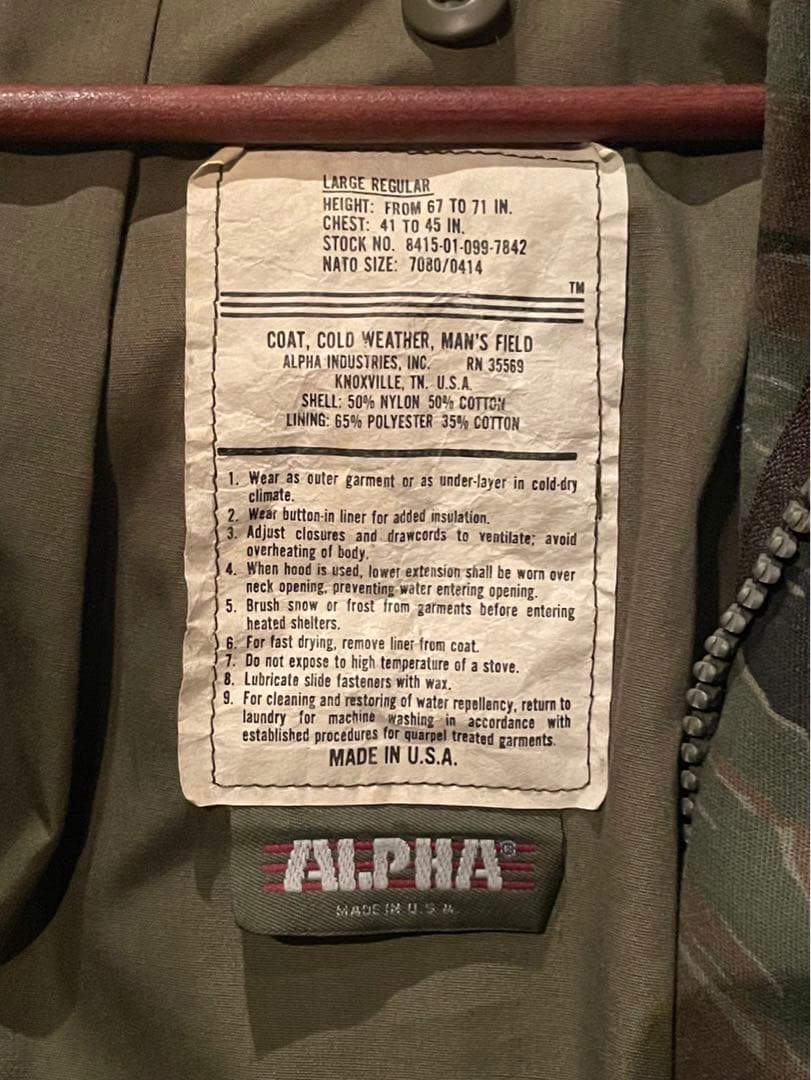 LARGE REGULAR
HEIGHT: FROM 67 TO 71 IN.
CHEST: 41 TO 45 IN.
STOCK NO. 8415-01-099-7842
NATO SIZE: 7080/0414
TM
COAT, COLD WEATHER, MAN'S FIELD
ALPHA INDUSTRIES, INC. RN 35569
KNOXVILLE, TN. U.S.A.
SHELL: 50% NYLON 50% COTTON
LINING: 65% POLYESTER 35% COTTON
1. Wear as outer garment or as under-layer in cold-dry
climate.
2. Wear button-in liner for added insulation.
3. Adjust closures and drawcords to ventilate; avoid
overheating of body.
4. When hood is used, lower extension shall be worn over
neck opening, preventing water entering opening.
5. Brush snow or frost from garments before entering
heated shelters.
6. For fast drying, remove liner from coat.
7. Do not expose to high temperature of a stove.
8. Lubricate slide fasteners with wax.
9. For cleaning and restoring of water repellency, return to
laundry for machine washing in accordance with
established procedures for quarpel treated garments.
MADE IN U.S.A.
ALPHA®
MADE IN U.S.A.